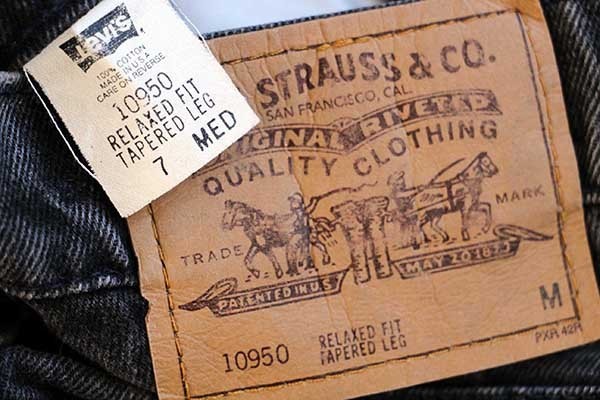 Levi's
100% COTTON
MADE IN U.S.A.
CARE ON REVERSE
10950
RELAXED FIT
TAPERED LEG
7 MED
STRAUSS & CO.
SAN FRANCISCO, CAL.
ORIGINAL RIVETED
QUALITY CLOTHING
TRADE MARK
PATENTED IN U.S. MAY 20 1873
M
10950 RELAXED FIT
TAPERED LEG
PXR 42R